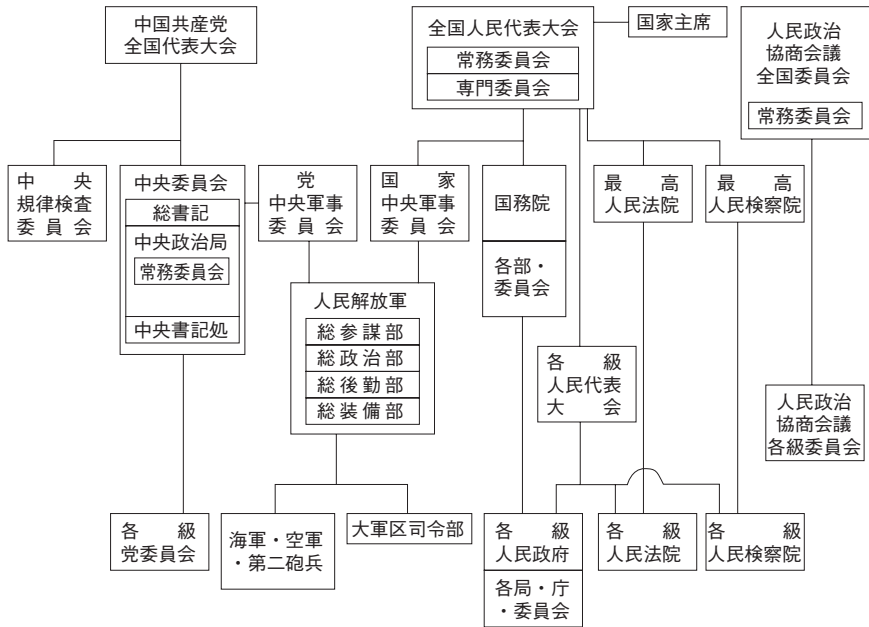 中国共産党
全国代表大会
全国人民代表大会
常務委員会
専門委員会
国家主席
人民政治
協商会議
全国委員会
常務委員会
中央
規律検査
委員会
中央委員会
総書記
中央政治局
常務委員会
中央書記処
党
中央軍事
委員会
国家
中央軍事
委員会
国務院
各部・
委員会
最高
人民法院
最高
人民検察院
人民解放軍
総参謀部
総政治部
総後勤部
総装備部
各級
人民代表
大会
人民政治
協商会議
各級委員会
各級
党委員会
海軍・空軍
・第二砲兵
大軍区司令部
各級
人民政府
各局・庁
・委員会
各級
人民法院
各級
人民検察院